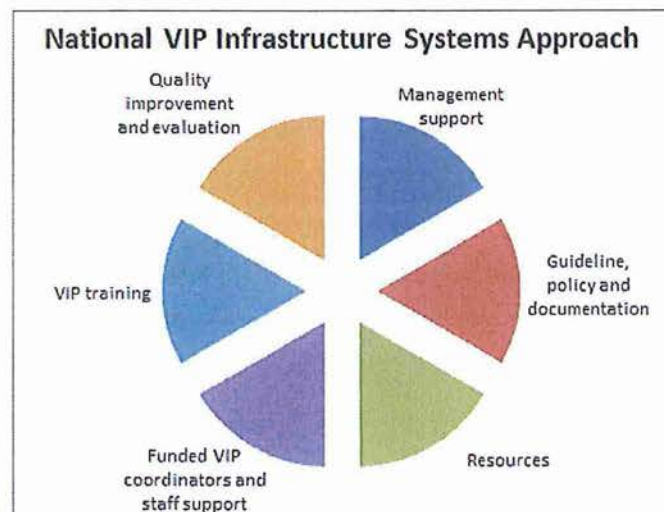 National VIP Infrastructure Systems Approach
Quality
improvement
and evaluation
Management
support
VIP training
Guideline,
policy and
documentation
Funded VIP
coordinators and
staff support
Resources